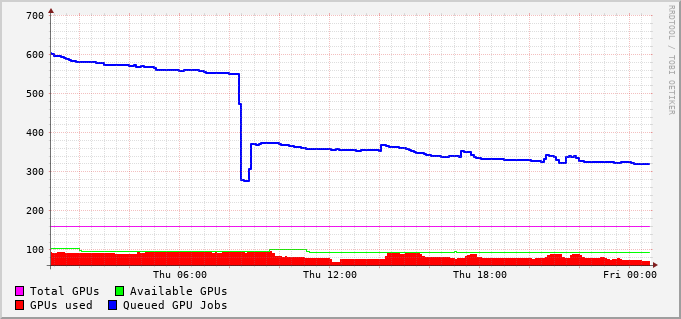 700
600
500
400
300
200
100
Thu 06:00 Thu 12:00 Thu 18:00 Fri 00:00
Total GPUs Available GPUs
GPUs used Queued GPU Jobs
RRDTOOL / TOBI OETIKER